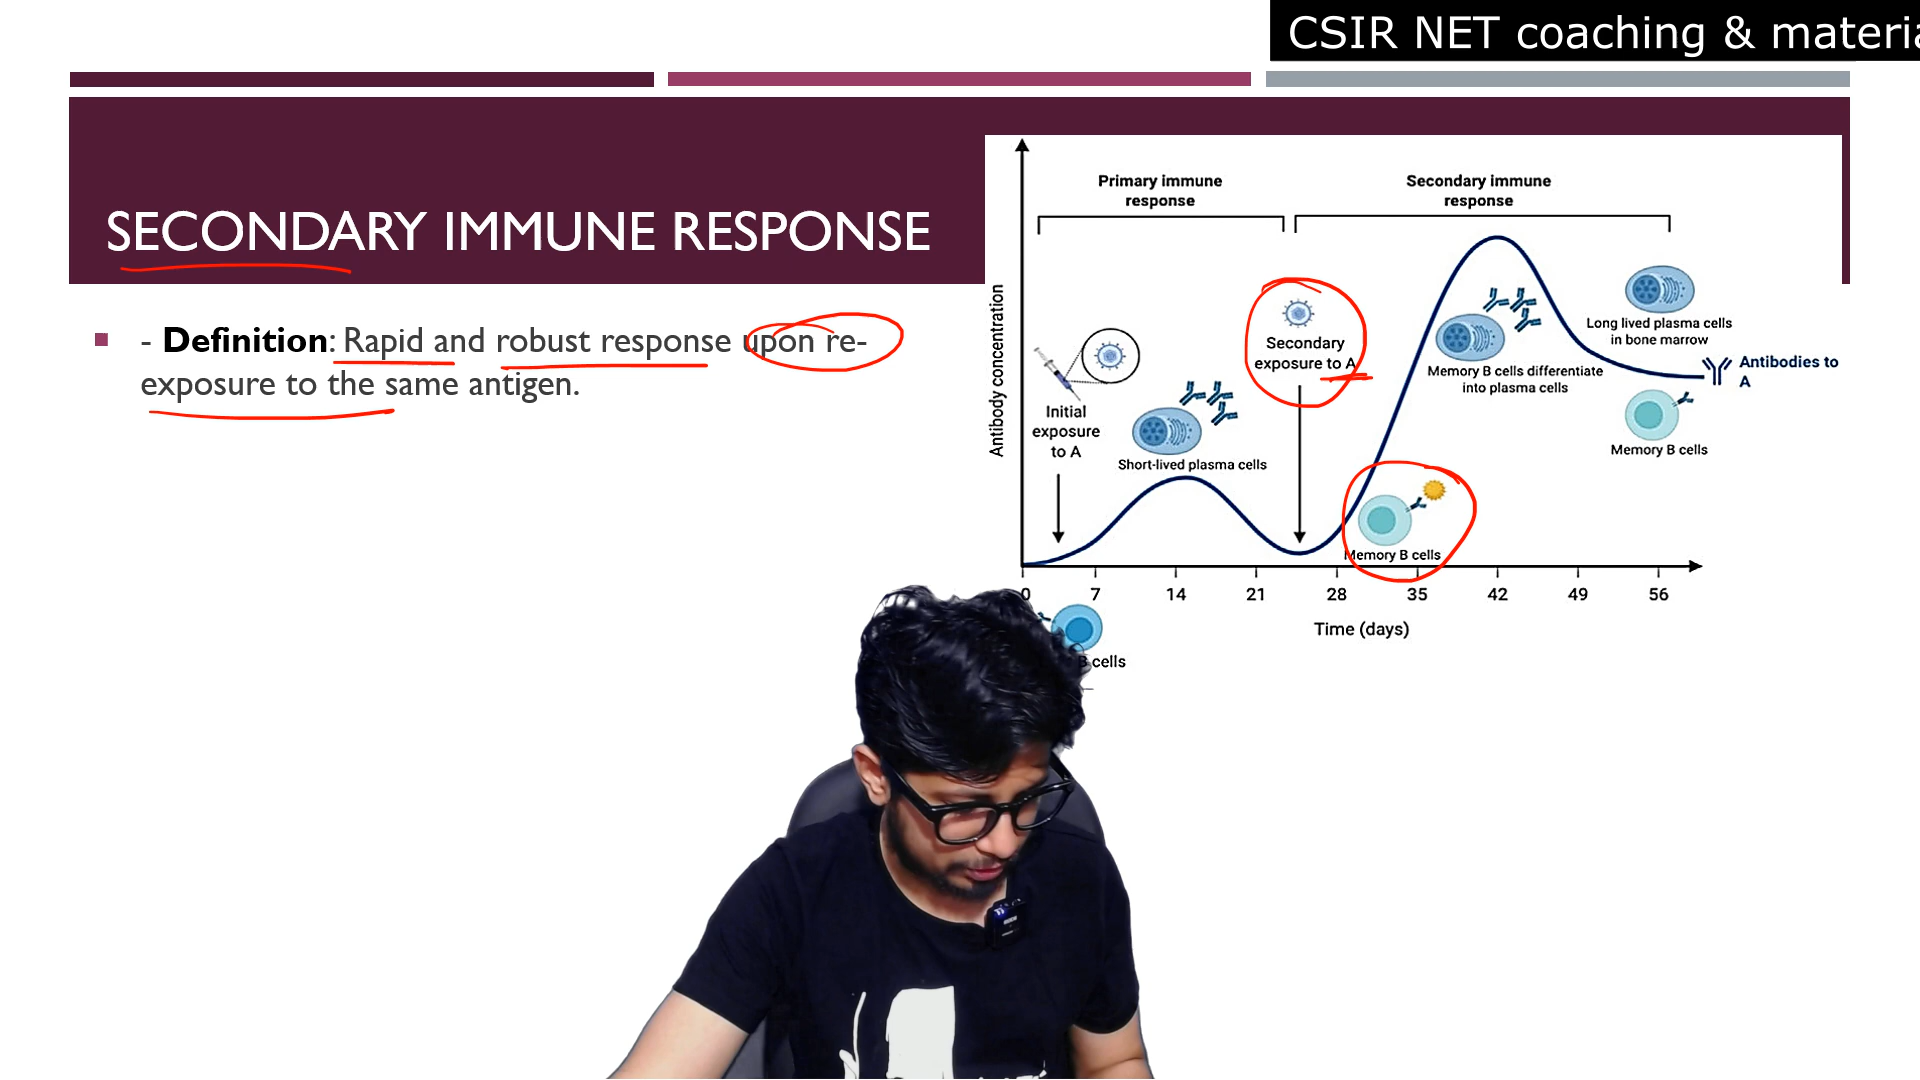 CSIR NET coaching & materia
SECONDARY IMMUNE RESPONSE
- Definition: Rapid and robust response upon re-
exposure to the same antigen.
Primary immune
response
Secondary immune
response
Antibody concentration
Initial
exposure
to A
Short-lived plasma cells
Secondary
exposure to A
Memory B cells
Memory B cells differentiate
into plasma cells
Long lived plasma cells
in bone marrow
Antibodies to
A
Memory B cells
0 7 14 21 28 35 42 49 56
Time (days)
B cells